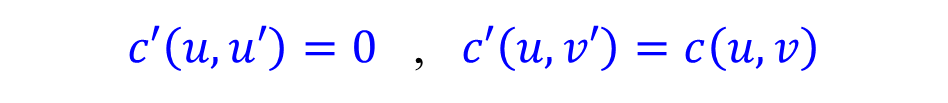 c′(u, u′) = 0 , c′(u, v′) = c(u, v)